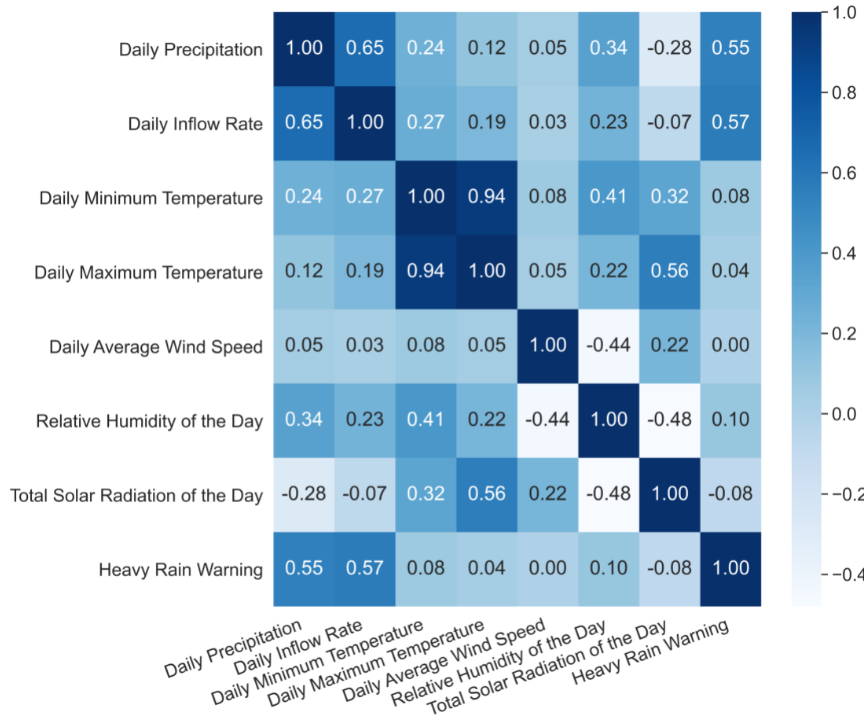 Daily Precipitation 1.00 0.65 0.24 0.12 0.05 0.34 -0.28 0.55
Daily Inflow Rate 0.65 1.00 0.27 0.19 0.03 0.23 -0.07 0.57
Daily Minimum Temperature 0.24 0.27 1.00 0.94 0.08 0.41 0.32 0.08
Daily Maximum Temperature 0.12 0.19 0.94 1.00 0.05 0.22 0.56 0.04
Daily Average Wind Speed 0.05 0.03 0.08 0.05 1.00 -0.44 0.22 0.00
Relative Humidity of the Day 0.34 0.23 0.41 0.22 -0.44 1.00 -0.48 0.10
Total Solar Radiation of the Day -0.28 -0.07 0.32 0.56 0.22 -0.48 1.00 -0.08
Heavy Rain Warning 0.55 0.57 0.08 0.04 0.00 0.10 -0.08 1.00
Daily Precipitation
Daily Inflow Rate
Daily Minimum Temperature
Daily Maximum Temperature
Daily Average Wind Speed
Relative Humidity of the Day
Total Solar Radiation of the Day
Heavy Rain Warning
1.0
0.8
0.6
0.4
0.2
0.0
−0.2
−0.4